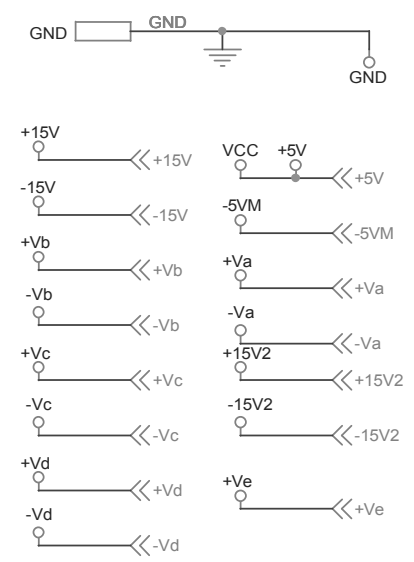 GND GND
GND
+15V
+15V
-15V
-15V
+Vb
+Vb
-Vb
-Vb
+Vc
+Vc
-Vc
-Vc
+Vd
+Vd
-Vd
-Vd
VCC +5V
+5V
-5VM
-5VM
+Va
+Va
-Va
-Va
+15V2
+15V2
-15V2
-15V2
+Ve
+Ve